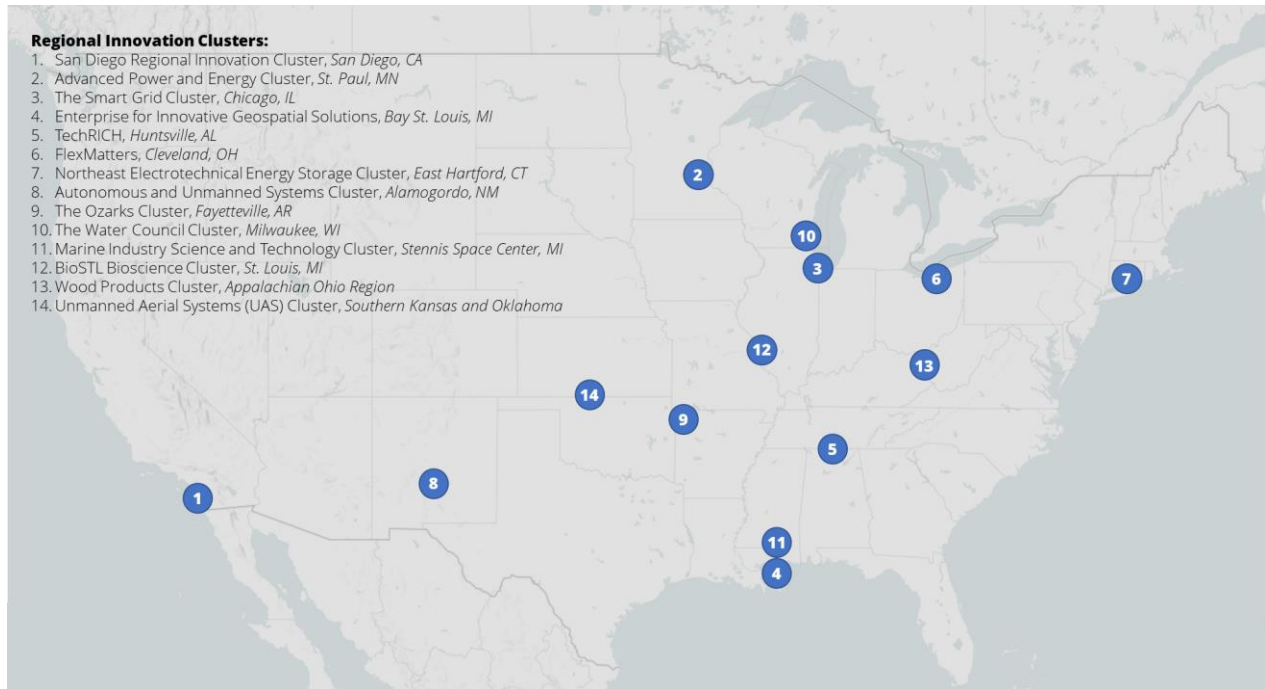 Regional Innovation Clusters:
1. San Diego Regional Innovation Cluster, San Diego, CA
2. Advanced Power and Energy Cluster, St. Paul, MN
3. The Smart Grid Cluster, Chicago, IL
4. Enterprise for Innovative Geospatial Solutions, Bay St. Louis, MI
5. TechRICH, Huntsville, AL
6. FlexMatters, Cleveland, OH
7. Northeast Electrotechnical Energy Storage Cluster, East Hartford, CT
8. Autonomous and Unmanned Systems Cluster, Alamogordo, NM
9. The Ozarks Cluster, Fayetteville, AR
10. The Water Council Cluster, Milwaukee, WI
11. Marine Industry Science and Technology Cluster, Stennis Space Center, MI
12. BioSTL Bioscience Cluster, St. Louis, MI
13. Wood Products Cluster, Appalachian Ohio Region
14. Unmanned Aerial Systems (UAS) Cluster, Southern Kansas and Oklahoma
2
10
3
6
7
12
13
14
9
5
8
1
11
4